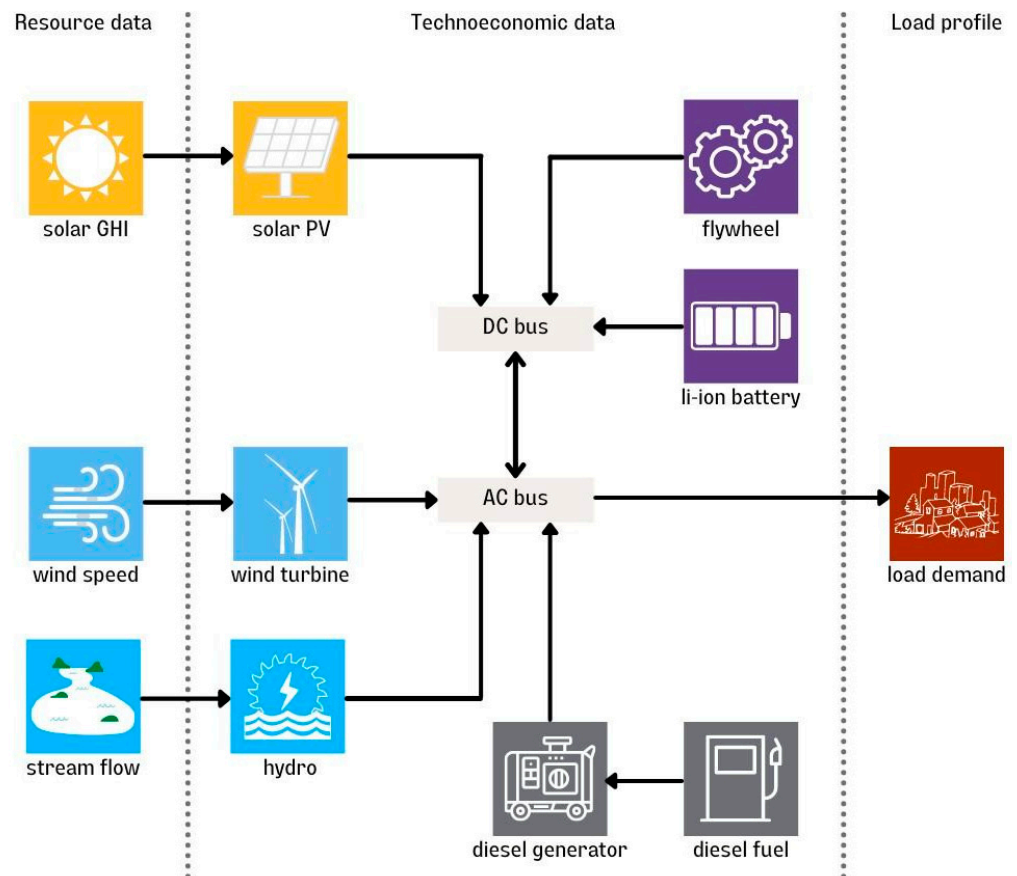 Resource data
Technoeconomic data
Load profile
solar GHI
solar PV
flywheel
DC bus
li-ion battery
AC bus
wind speed
wind turbine
load demand
stream flow
hydro
diesel generator
diesel fuel